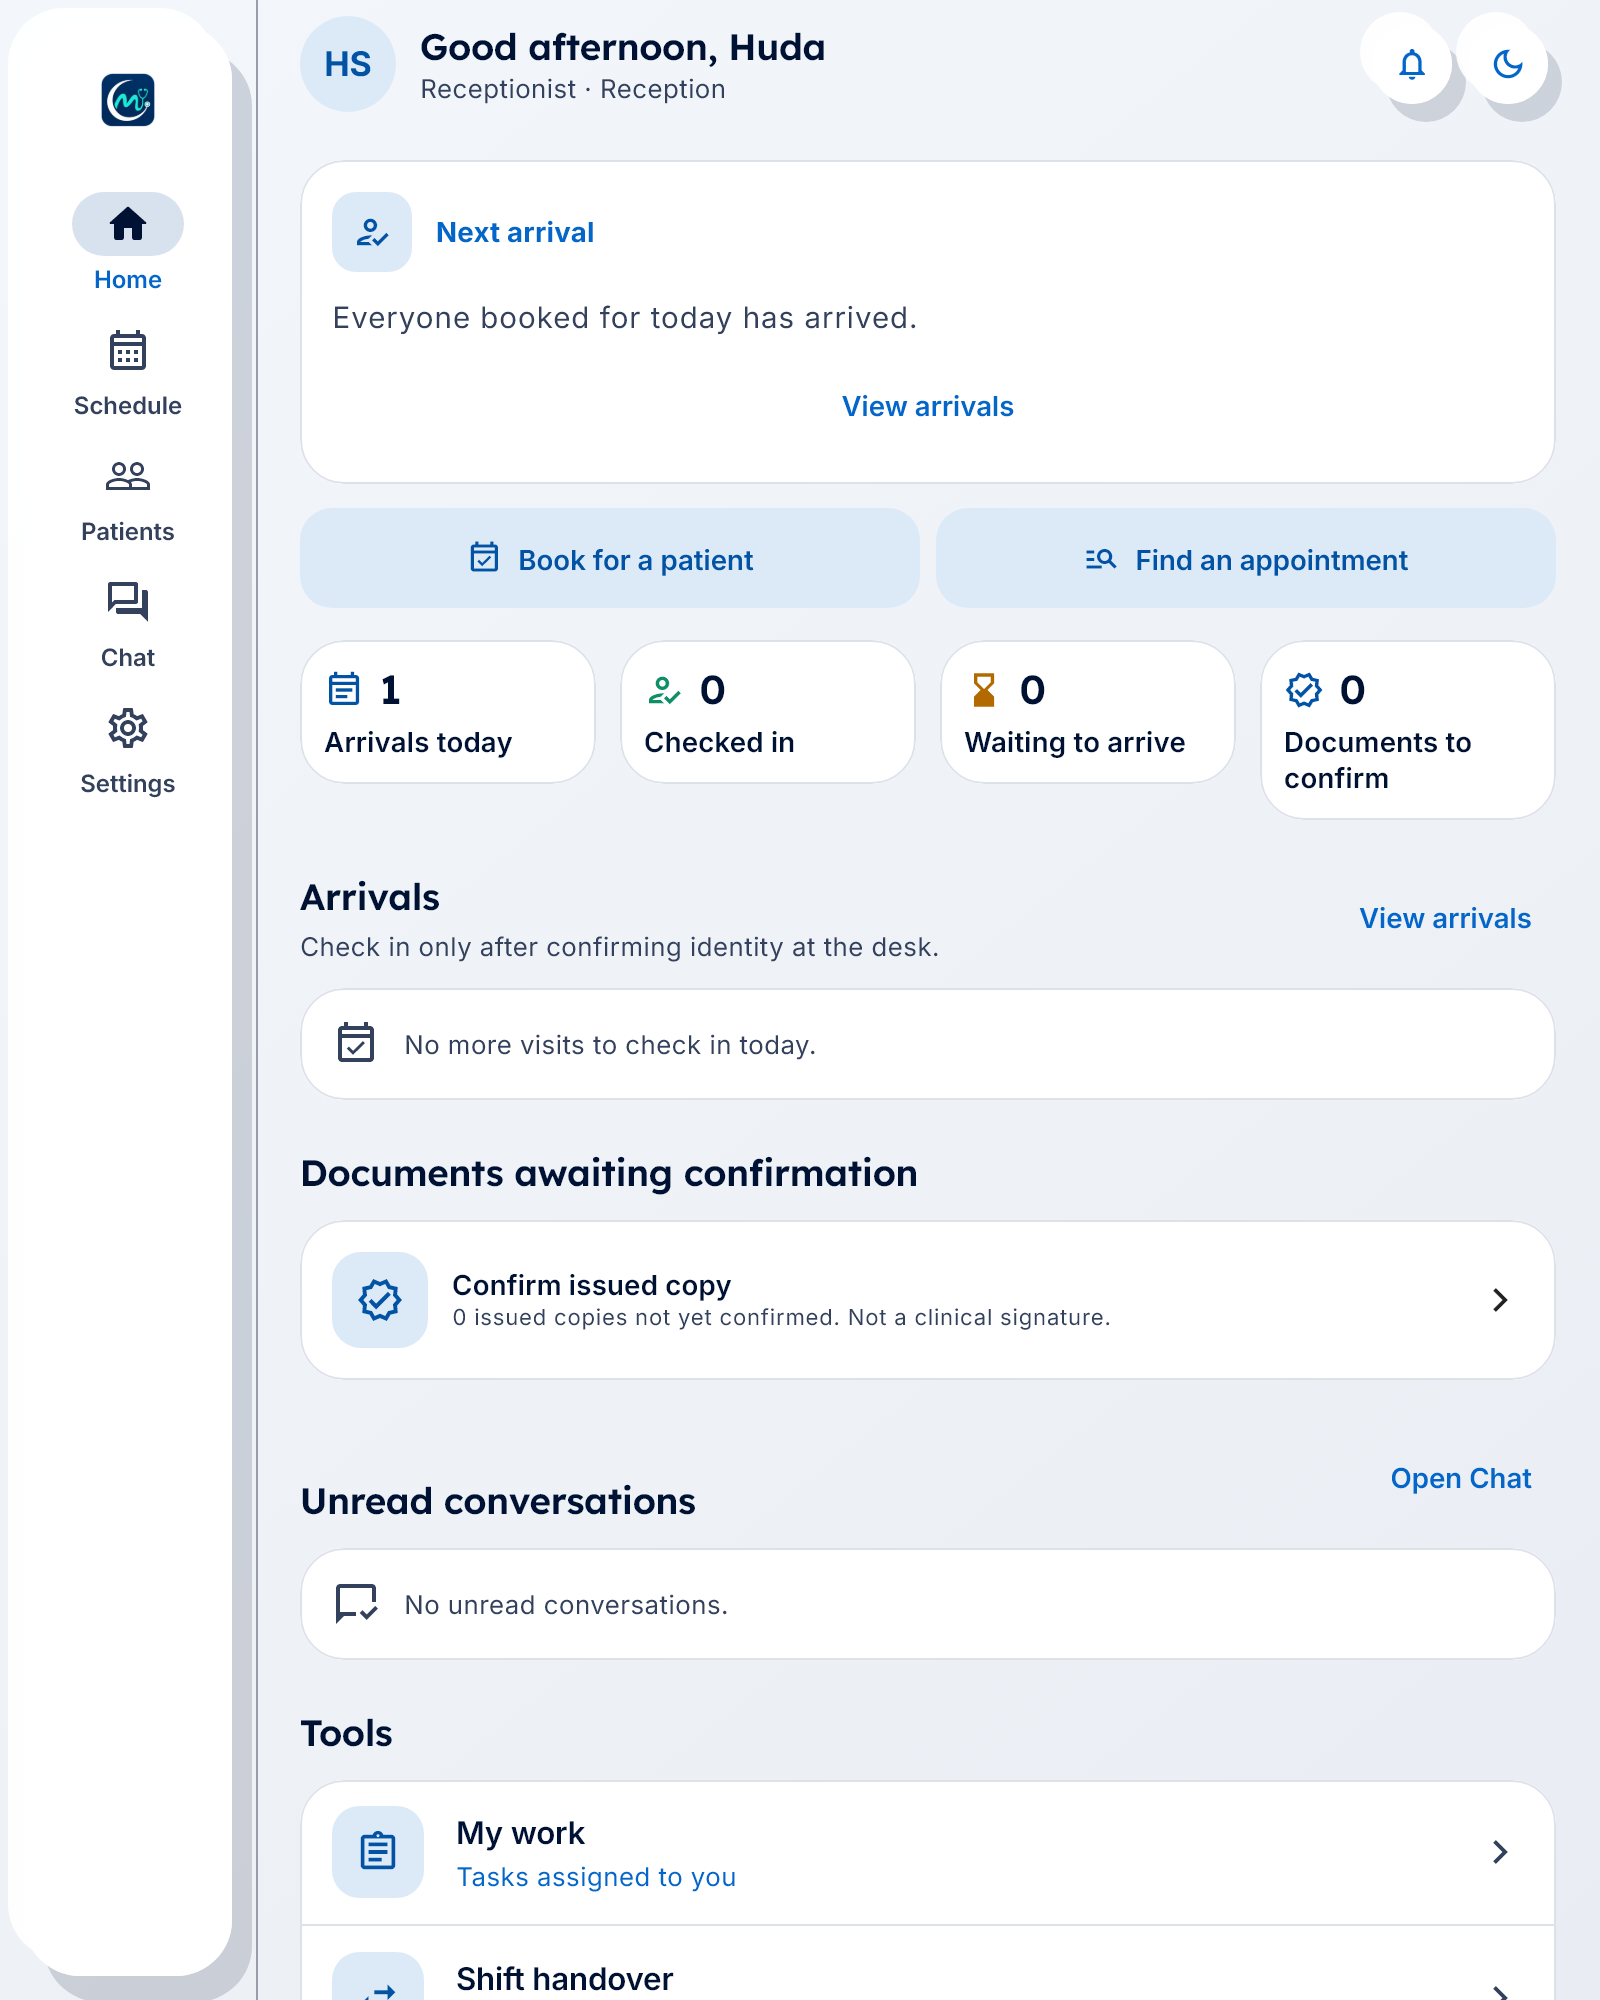 HS
Good afternoon, Huda
Receptionist · Reception
Home
Schedule
Patients
Chat
Settings
Next arrival
Everyone booked for today has arrived.
View arrivals
Book for a patient
Find an appointment
1
Arrivals today
0
Checked in
0
Waiting to arrive
0
Documents to
confirm
Arrivals
View arrivals
Check in only after confirming identity at the desk.
No more visits to check in today.
Documents awaiting confirmation
Confirm issued copy
0 issued copies not yet confirmed. Not a clinical signature.
Open Chat
Unread conversations
No unread conversations.
Tools
My work
Tasks assigned to you
Shift handover